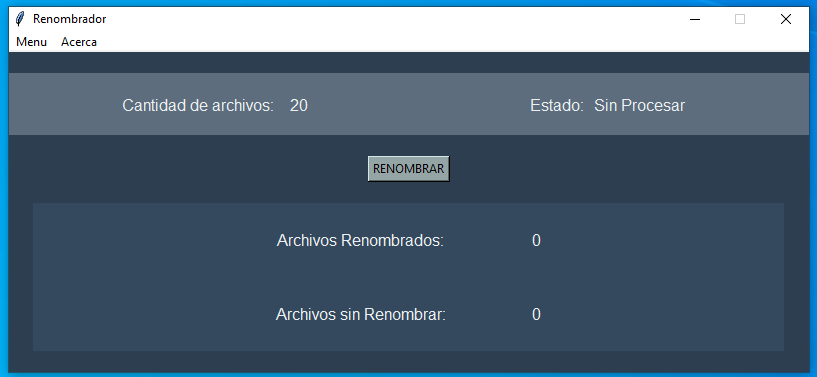 Renombrador
Menu Acerca
Cantidad de archivos: 20 Estado: Sin Procesar
RENOMBRAR
Archivos Renombrados: 0
Archivos sin Renombrar: 0